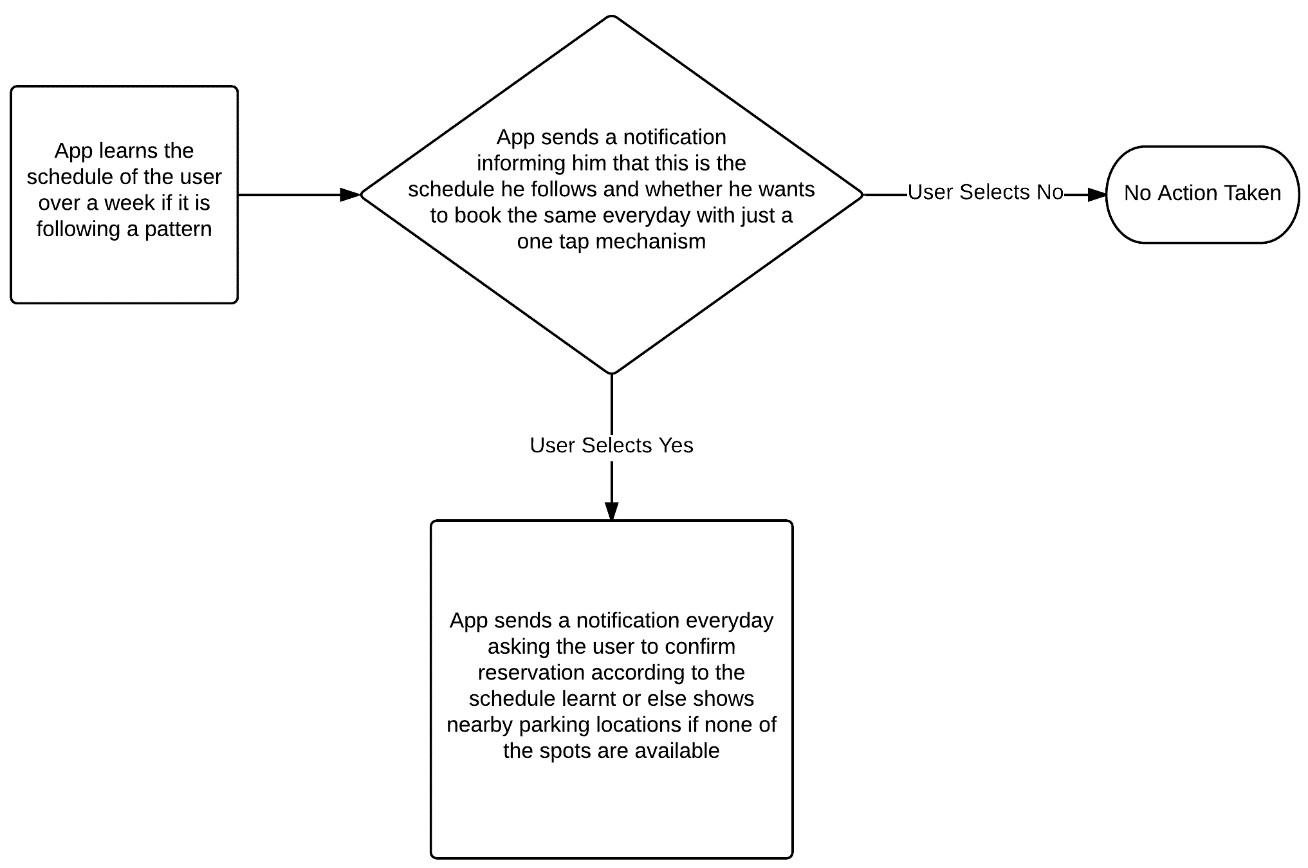 App learns the
schedule of the user
over a week if it is
following a pattern
App sends a notification
informing him that this is the
schedule he follows and whether he wants
to book the same everyday with just a
one tap mechanism
User Selects No
No Action Taken
User Selects Yes
App sends a notification everyday
asking the user to confirm
reservation according to the
schedule learnt or else shows
nearby parking locations if none of
the spots are available